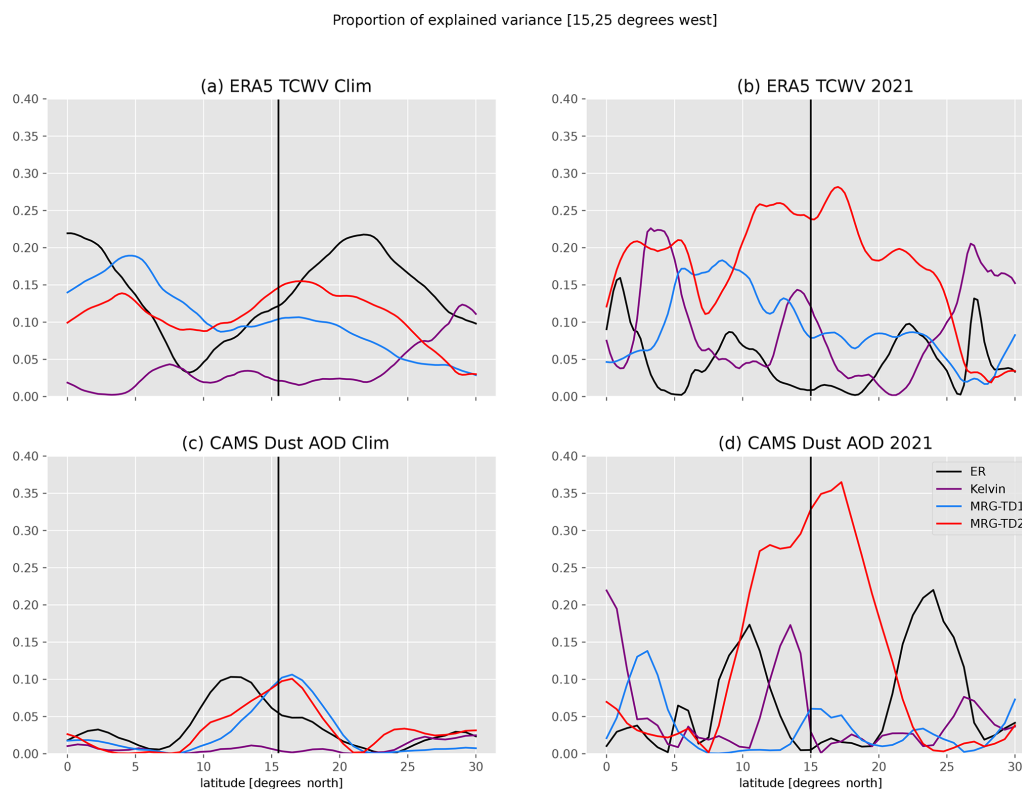 Proportion of explained variance [15,25 degrees west]
(a) ERA5 TCWV Clim
0.40
0.35
0.30
0.25
0.20
0.15
0.10
0.05
0.00
(b) ERA5 TCWV 2021
0.40
0.35
0.30
0.25
0.20
0.15
0.10
0.05
0.00
(c) CAMS Dust AOD Clim
0.40
0.35
0.30
0.25
0.20
0.15
0.10
0.05
0.00
0 5 10 15 20 25 30
latitude [degrees_north]
(d) CAMS Dust AOD 2021
ER
Kelvin
MRG-TD1
MRG-TD2
0.40
0.35
0.30
0.25
0.20
0.15
0.10
0.05
0.00
0 5 10 15 20 25 30
latitude [degrees_north]